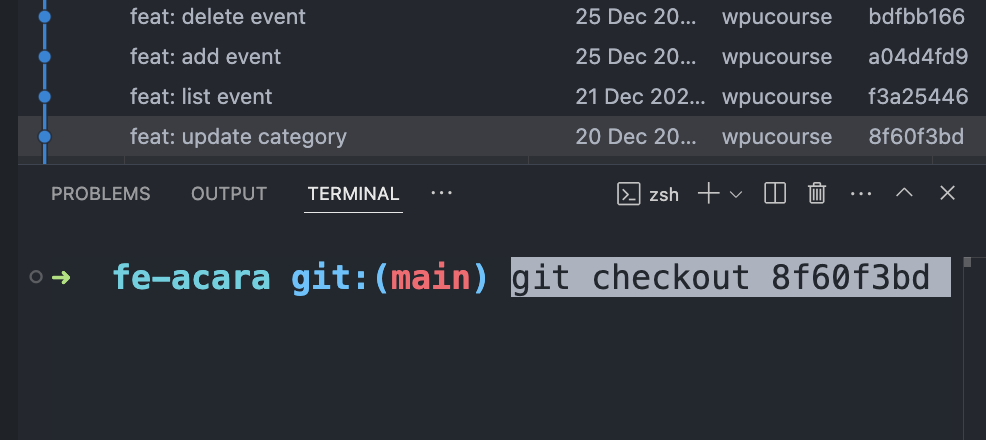 feat: delete event 25 Dec 20... wpucourse bdfbb166
feat: add event 25 Dec 20... wpucourse a04d4fd9
feat: list event 21 Dec 202... wpucourse f3a25446
feat: update category 20 Dec 20... wpucourse 8f60f3bd
PROBLEMS OUTPUT TERMINAL ... zsh ...
fe-acara git:(main) git checkout 8f60f3bd